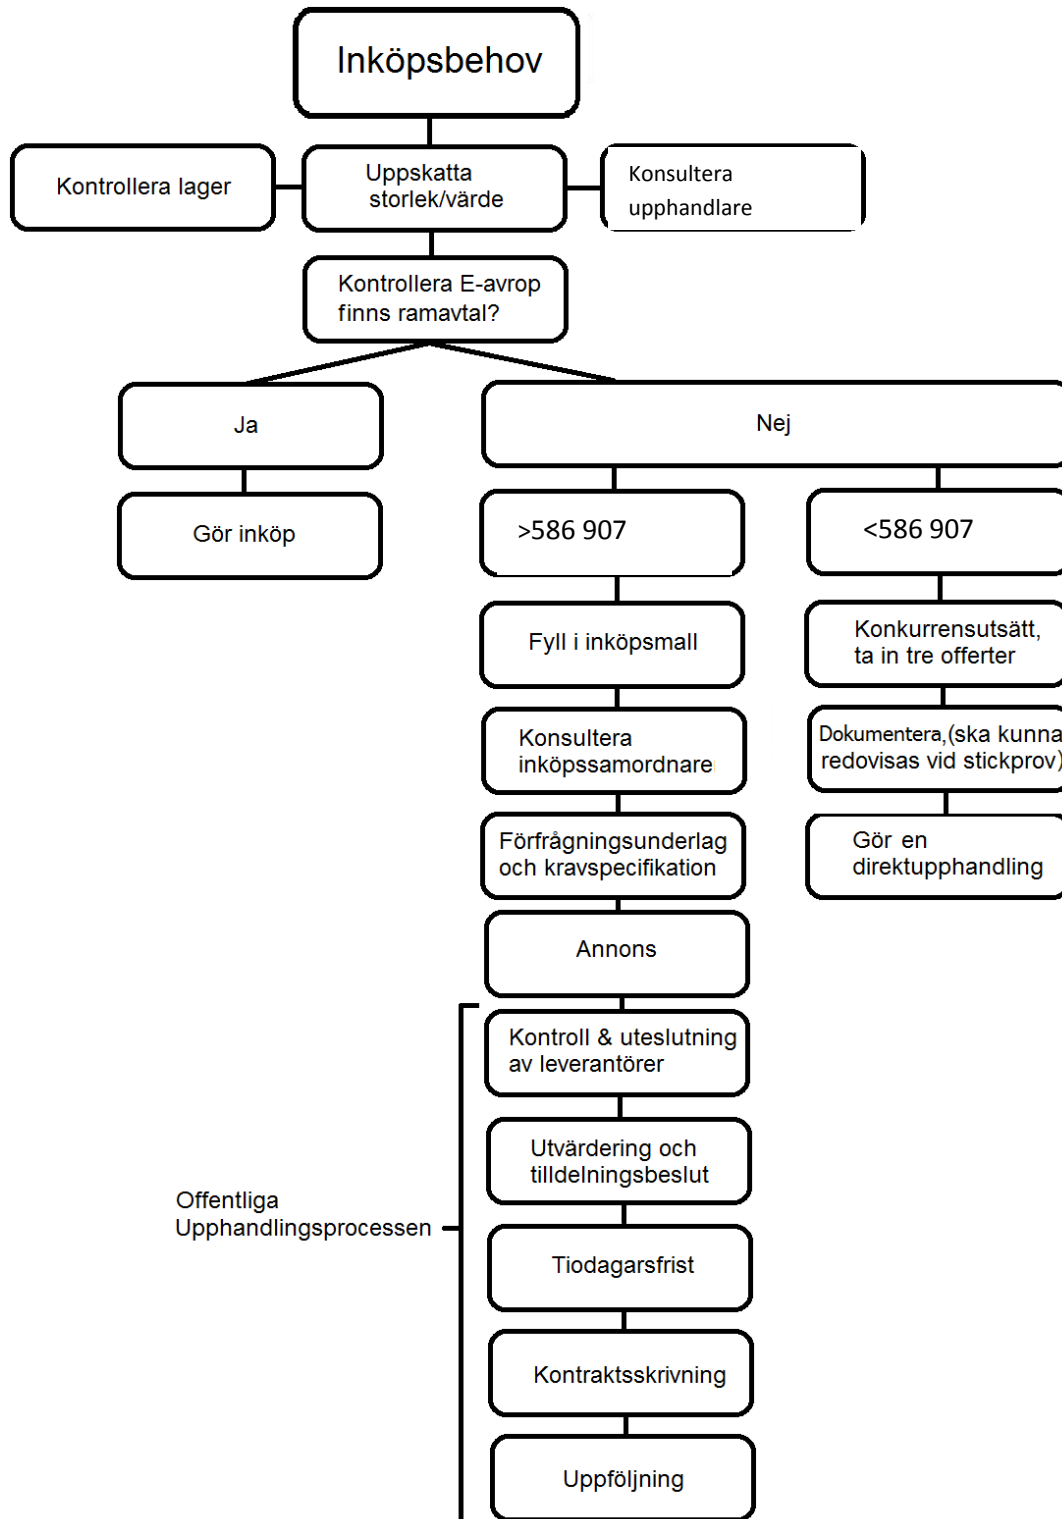 Inköpsbehov
Kontrollera lager
Uppskatta
storlek/värde
Konsultera
upphandlare
Kontrollera E-avrop
finns ramavtal?
Ja
Nej
Gör inköp
>586 907
<586 907
Fyll i inköpsmall
Konkurrensutsätt,
ta in tre offerter
Konsultera
inköpssamordnare
Dokumentera,(ska kunna
redovisas vid stickprov)
Förfrågningsunderlag
och kravspecifikation
Gör en
direktupphandling
Annons
Kontroll & uteslutning
av leverantörer
Utvärdering och
tilldelningsbeslut
Offentliga
Upphandlingsprocessen
Tiodagarsfrist
Kontraktsskrivning
Uppföljning